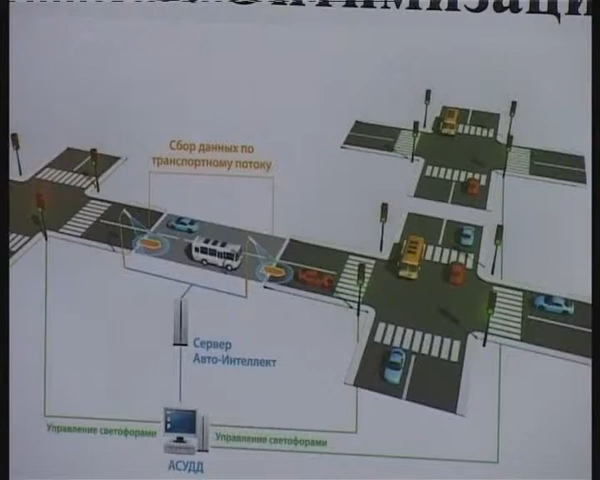 Сбор данных по
транспортному потоку
Сервер
Авто-Интеллект
Управление светофорами
Управление светофорами
АСУДД